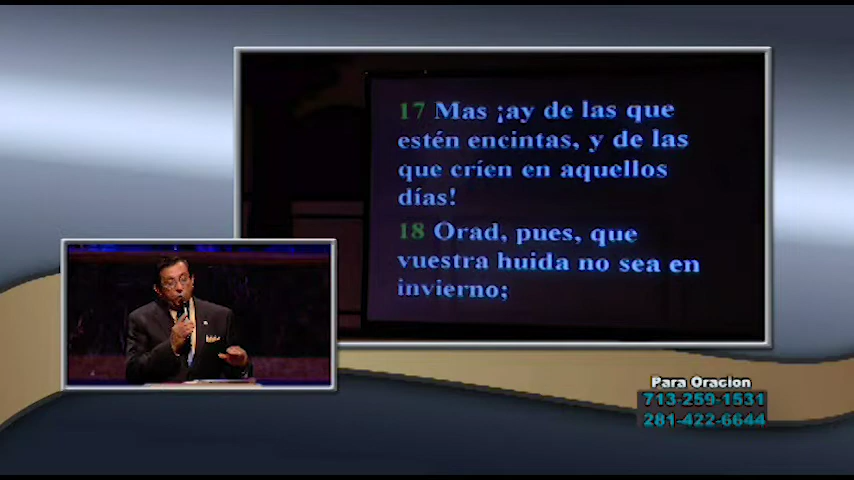 17 Mas ¡ay de las que
estén encintas, y de las
que críen en aquellos
días!
18 Orad, pues, que
vuestra huida no sea en
invierno;
Para Oracion
713-259-1531
281-422-6644